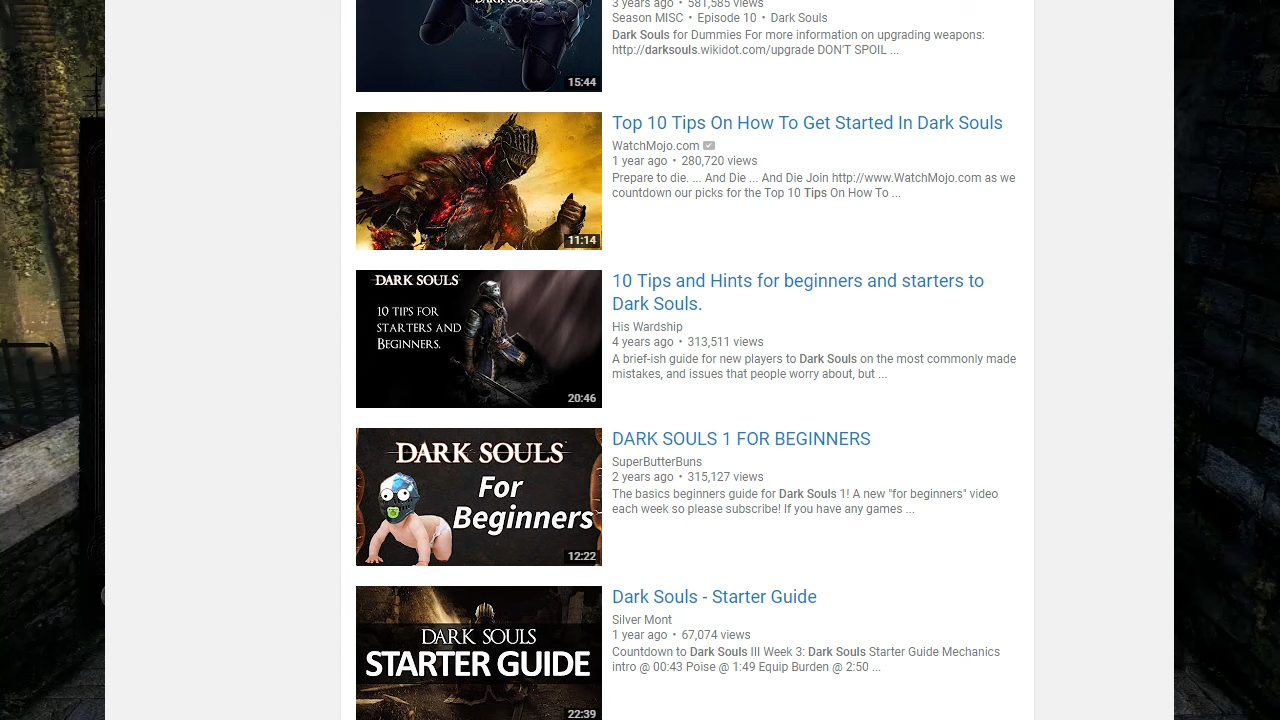 DARK SOULS
3 years ago • 581,585 views
Season MISC • Episode 10 • Dark Souls
Dark Souls for Dummies For more information on upgrading weapons:
http://darksouls.wikidot.com/upgrade DON'T SPOIL ...
15:44
Top 10 Tips On How To Get Started In Dark Souls
WatchMojo.com
1 year ago • 280,720 views
Prepare to die. ... And Die ... And Die Join http://www.WatchMojo.com as we
countdown our picks for the Top 10 Tips On How To ...
11:14
DARK SOULS
10 TIPS FOR
STARTERS AND
BEGINNERS.
20:46
10 Tips and Hints for beginners and starters to
Dark Souls.
His Wardship
4 years ago • 313,511 views
A brief-ish guide for new players to Dark Souls on the most commonly made
mistakes, and issues that people worry about, but ...
DARK SOULS
For
Beginners
12:22
DARK SOULS 1 FOR BEGINNERS
SuperButterBuns
2 years ago • 315,127 views
The basics beginners guide for Dark Souls 1! A new "for beginners" video
each week so please subscribe! If you have any games ...
DARK SOULS
STARTER GUIDE
22:39
Dark Souls - Starter Guide
Silver Mont
1 year ago • 67,074 views
Countdown to Dark Souls III Week 3: Dark Souls Starter Guide Mechanics
intro @ 00:43 Poise @ 1:49 Equip Burden @ 2:50 ...